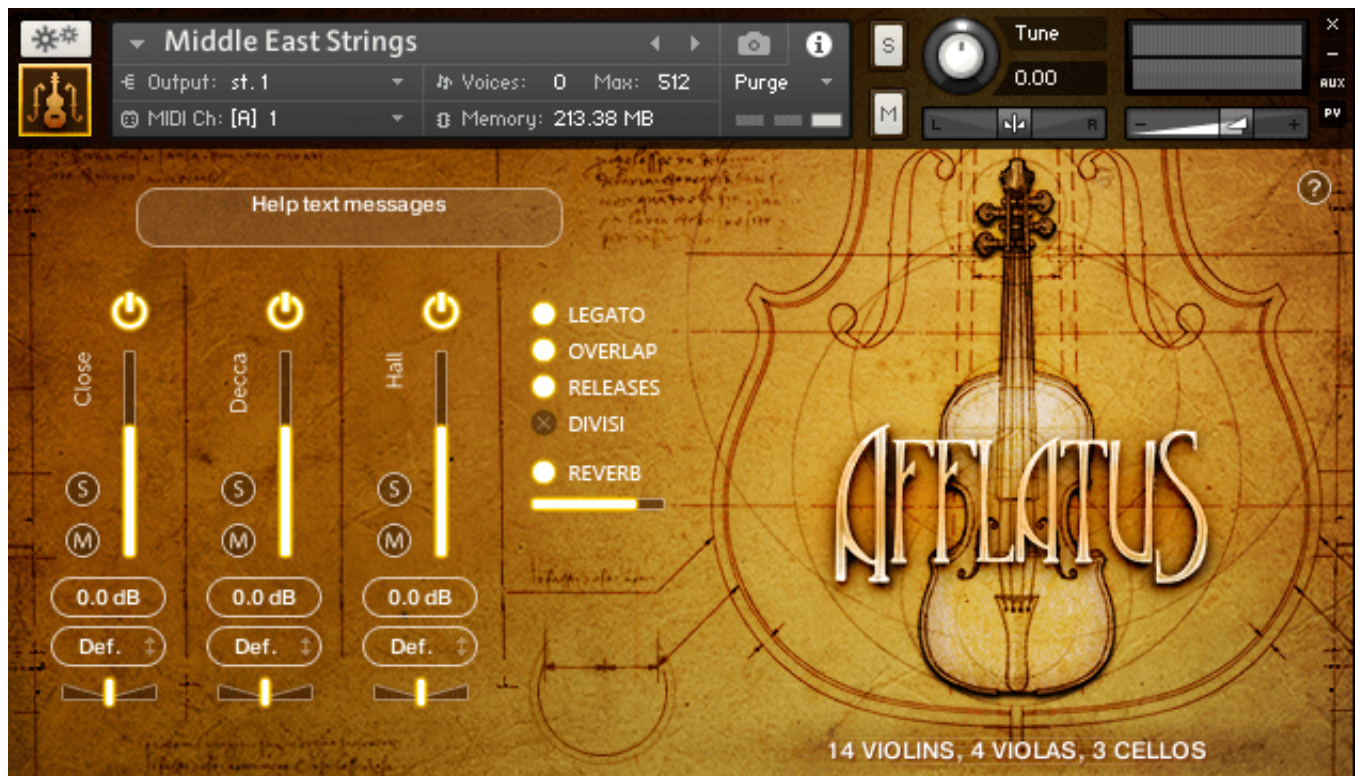 Middle East Strings
S
Tune
Output: st. 1
Voices: 0 Max: 512
Purge
0.00
AUX
MIDI Ch: [A] 1
Memory: 213.38 MB
M
L
R
PV
Help text messages
?
Close
Decca
Hall
LEGATO
OVERLAP
RELEASES
DIVISI
REVERB
S
S
S
M
M
M
0.0 dB
0.0 dB
0.0 dB
Def.
Def.
Def.
AFFLATUS
14 VIOLINS, 4 VIOLAS, 3 CELLOS